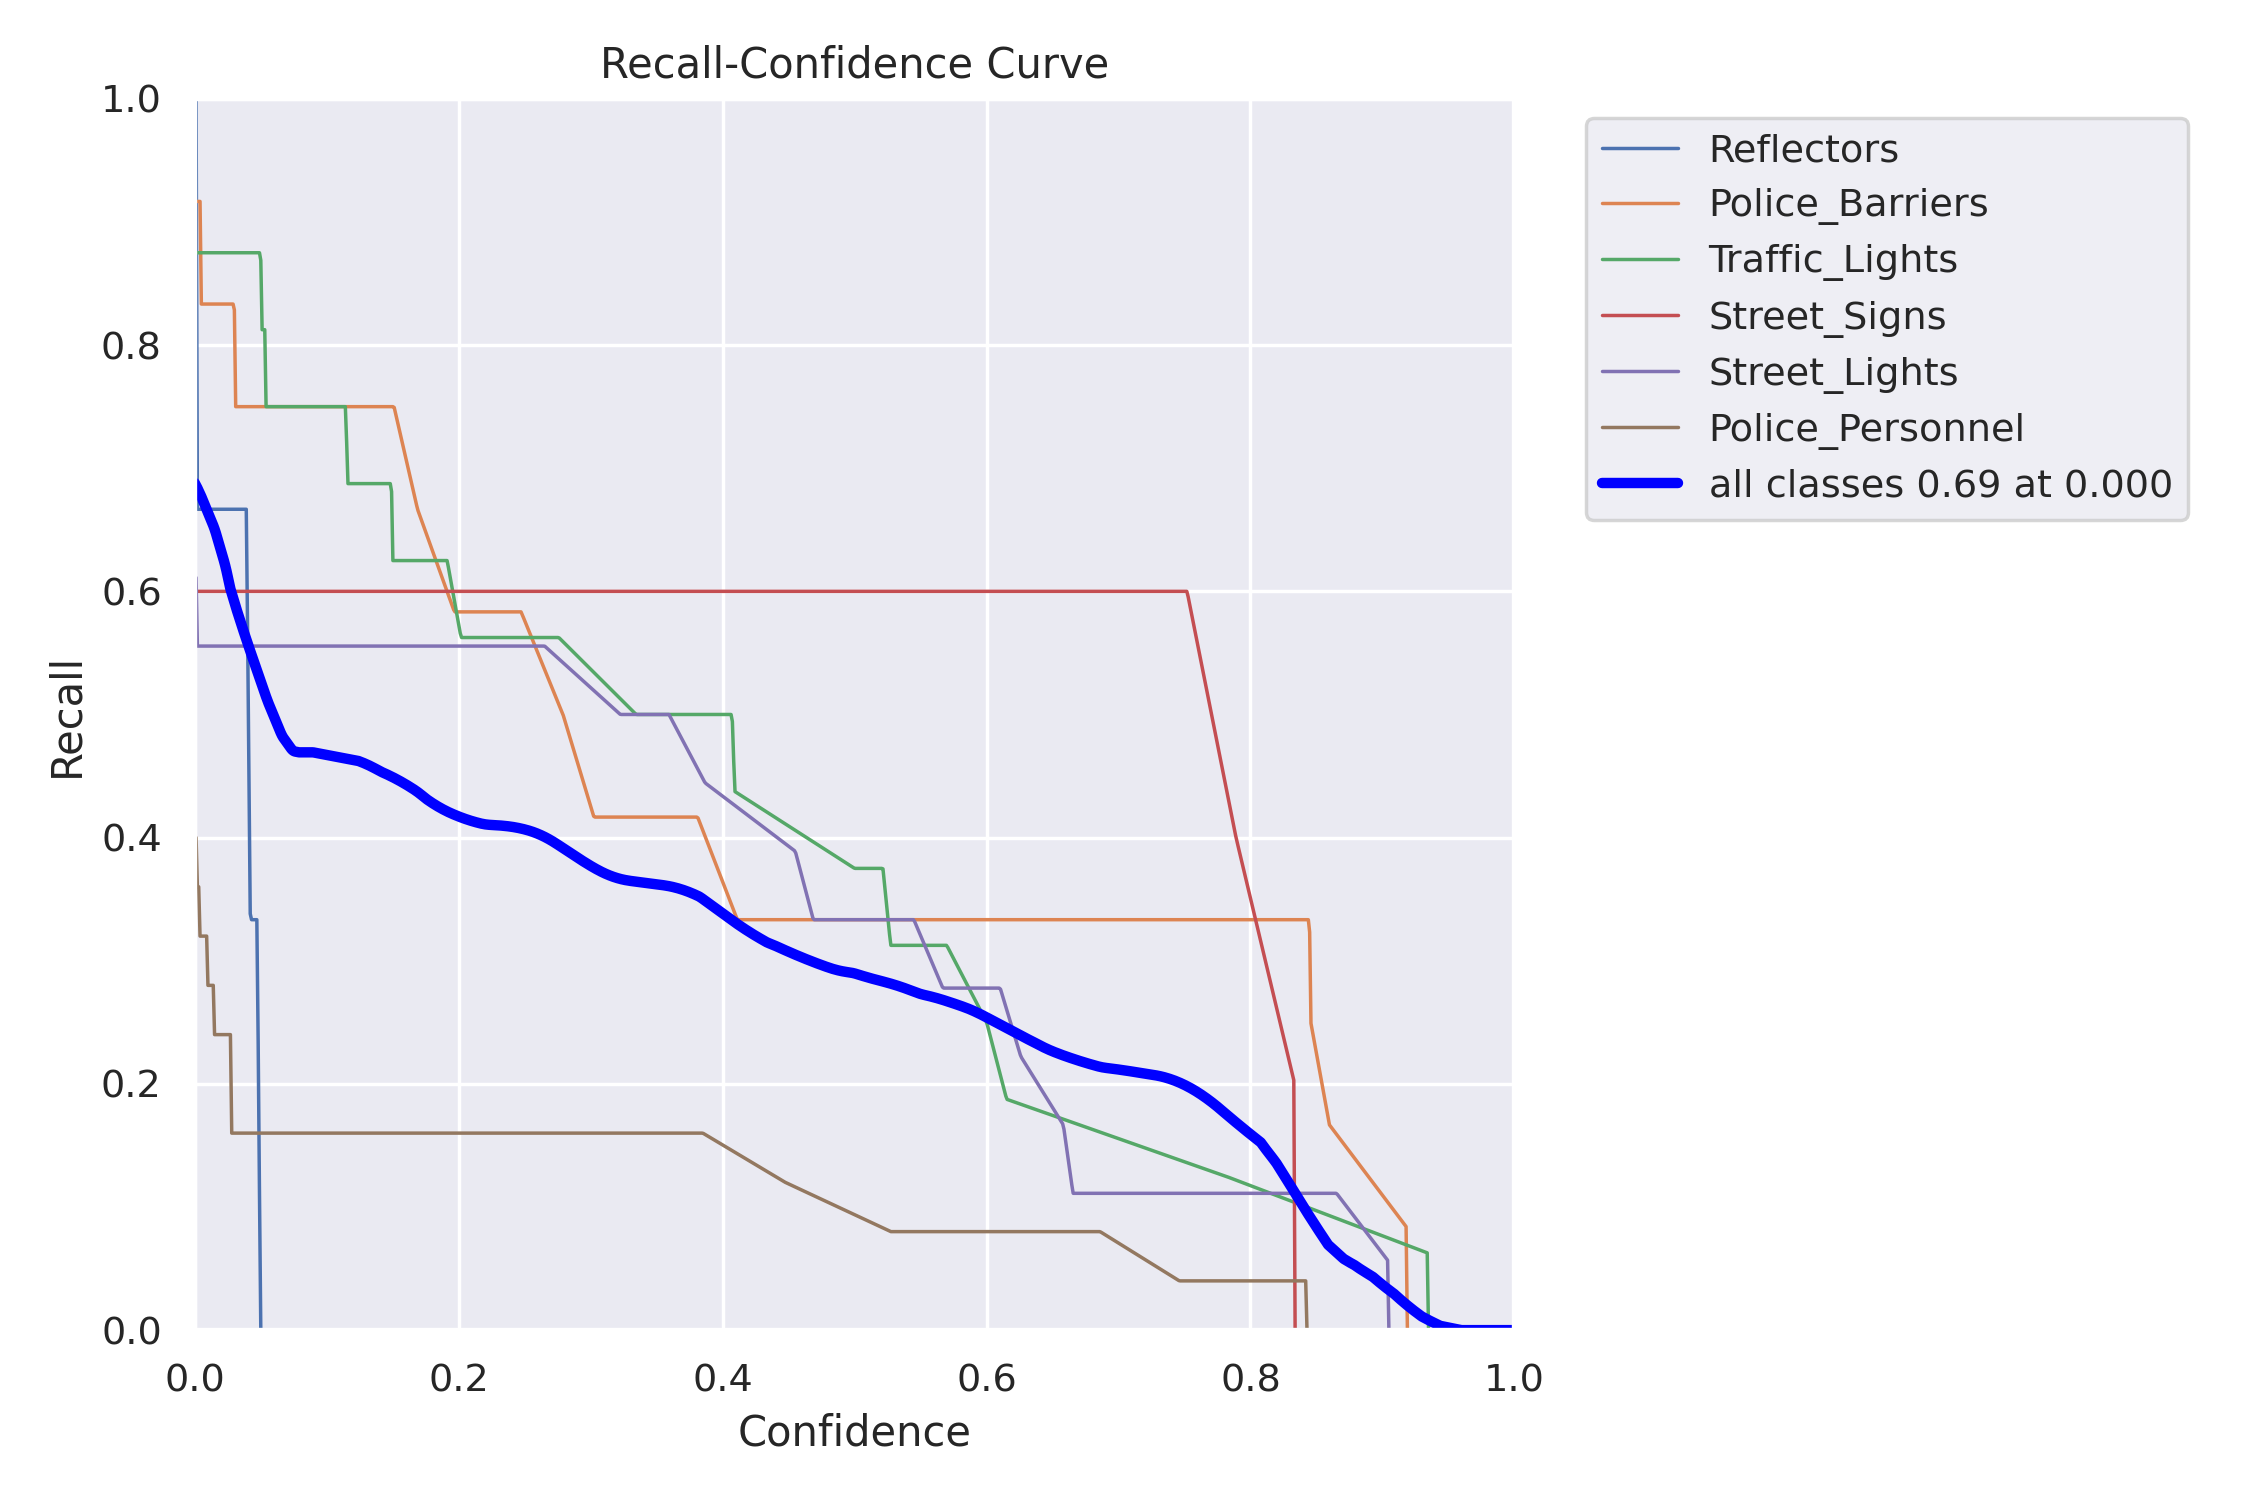 Recall-Confidence Curve
1.0
0.8
0.6
0.4
0.2
0.0
Recall
0.0 0.2 0.4 0.6 0.8 1.0
Confidence
Reflectors
Police_Barriers
Traffic_Lights
Street_Signs
Street_Lights
Police_Personnel
all classes 0.69 at 0.000